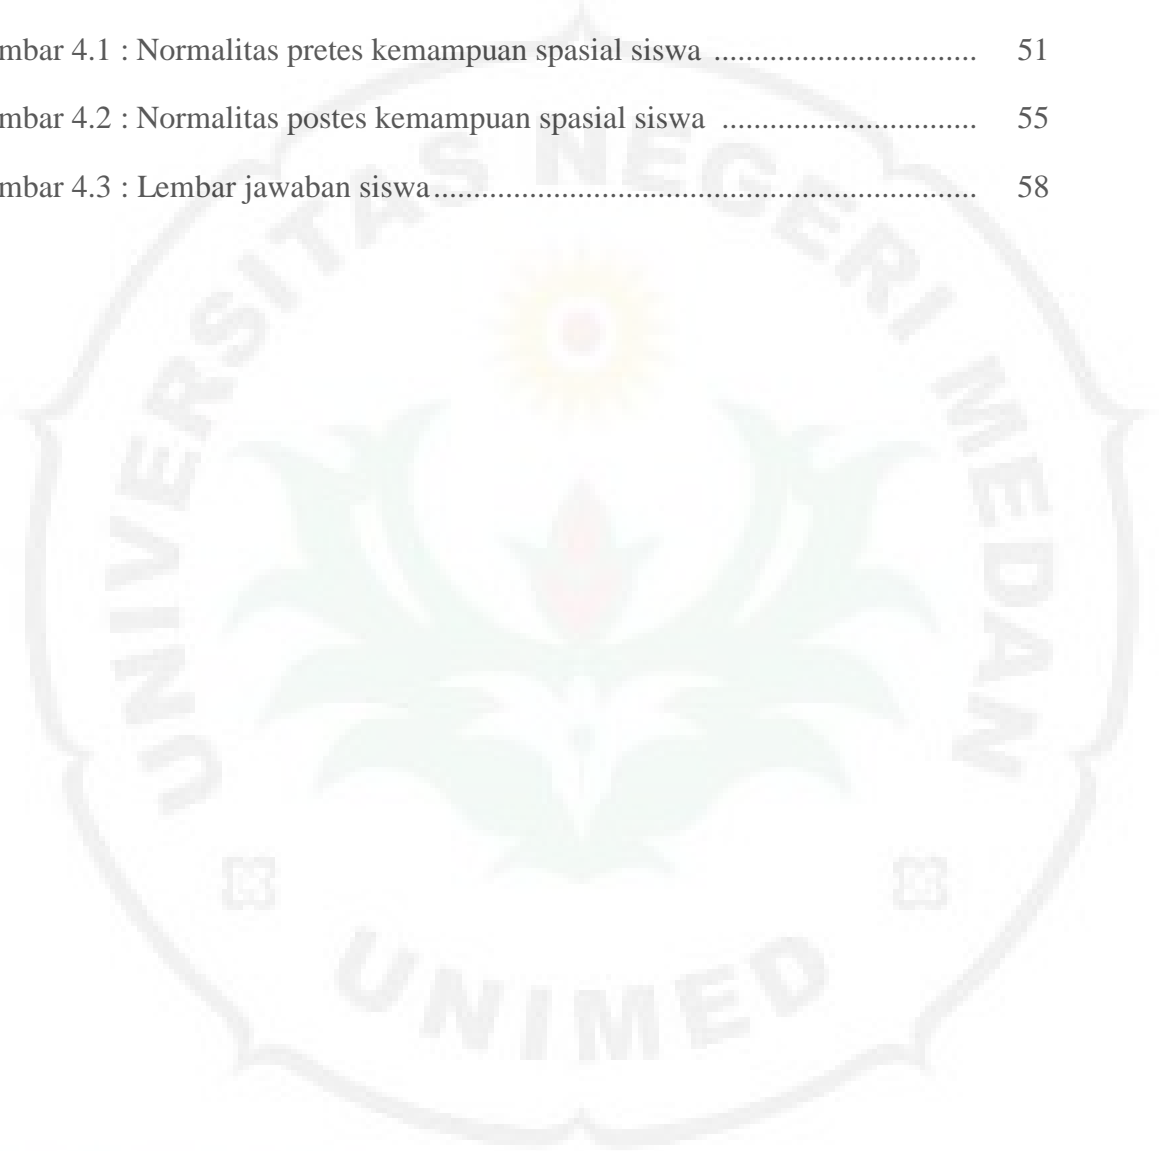 mbar 4.1 : Normalitas pretes kemampuan spasial siswa ................................. 51
mbar 4.2 : Normalitas postes kemampuan spasial siswa ................................ 55
mbar 4.3 : Lembar jawaban siswa..................................................................... 58
UNIVERSITAS NEGERI MEDAN
UNIMED